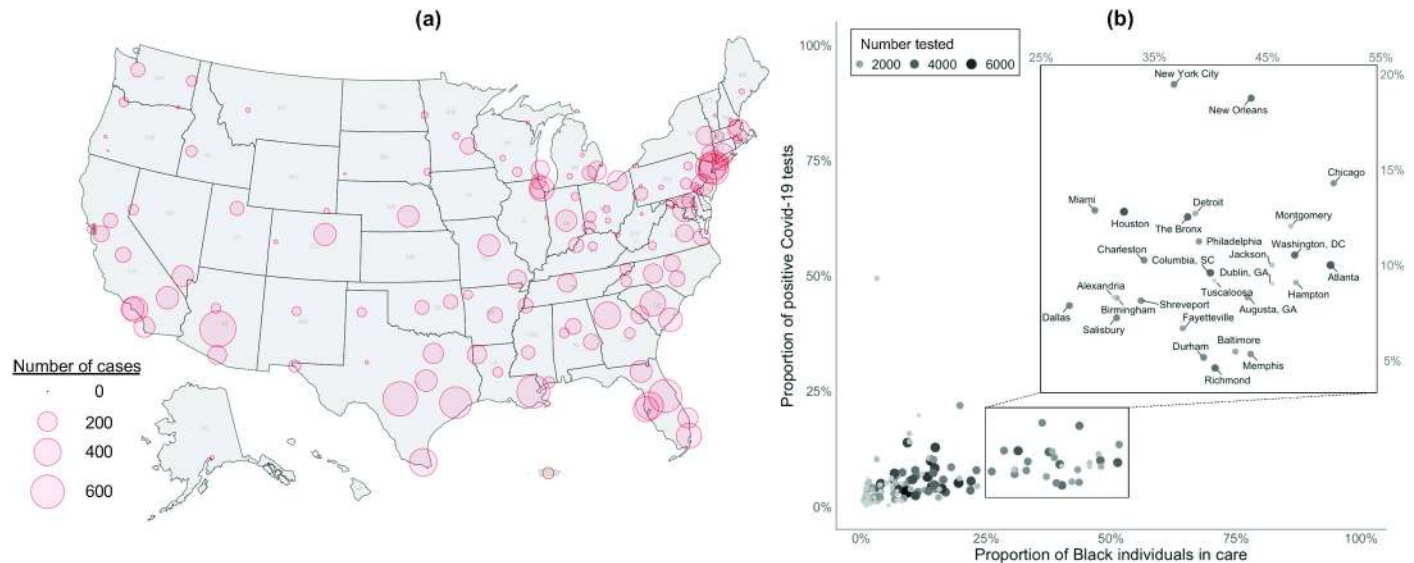 (a)
Number of cases
0
200
400
600
(b)
Proportion of positive Covid-19 tests
100%
75%
50%
25%
0%
Number tested
2000 4000 6000
25% 35% 45% 55%
20%
15%
10%
5%
New York City
New Orleans
Chicago
Miami
Detroit
Houston
The Bronx
Montgomery
Philadelphia
Washington, DC
Charleston
Jackson
Columbia, SC
Dublin, GA
Atlanta
Alexandria
Tuscaloosa
Hampton
Birmingham
Shreveport
Augusta, GA
Dallas
Salisbury
Fayetteville
Durham
Baltimore
Memphis
Richmond
0% 25% 50% 75% 100%
Proportion of Black individuals in care